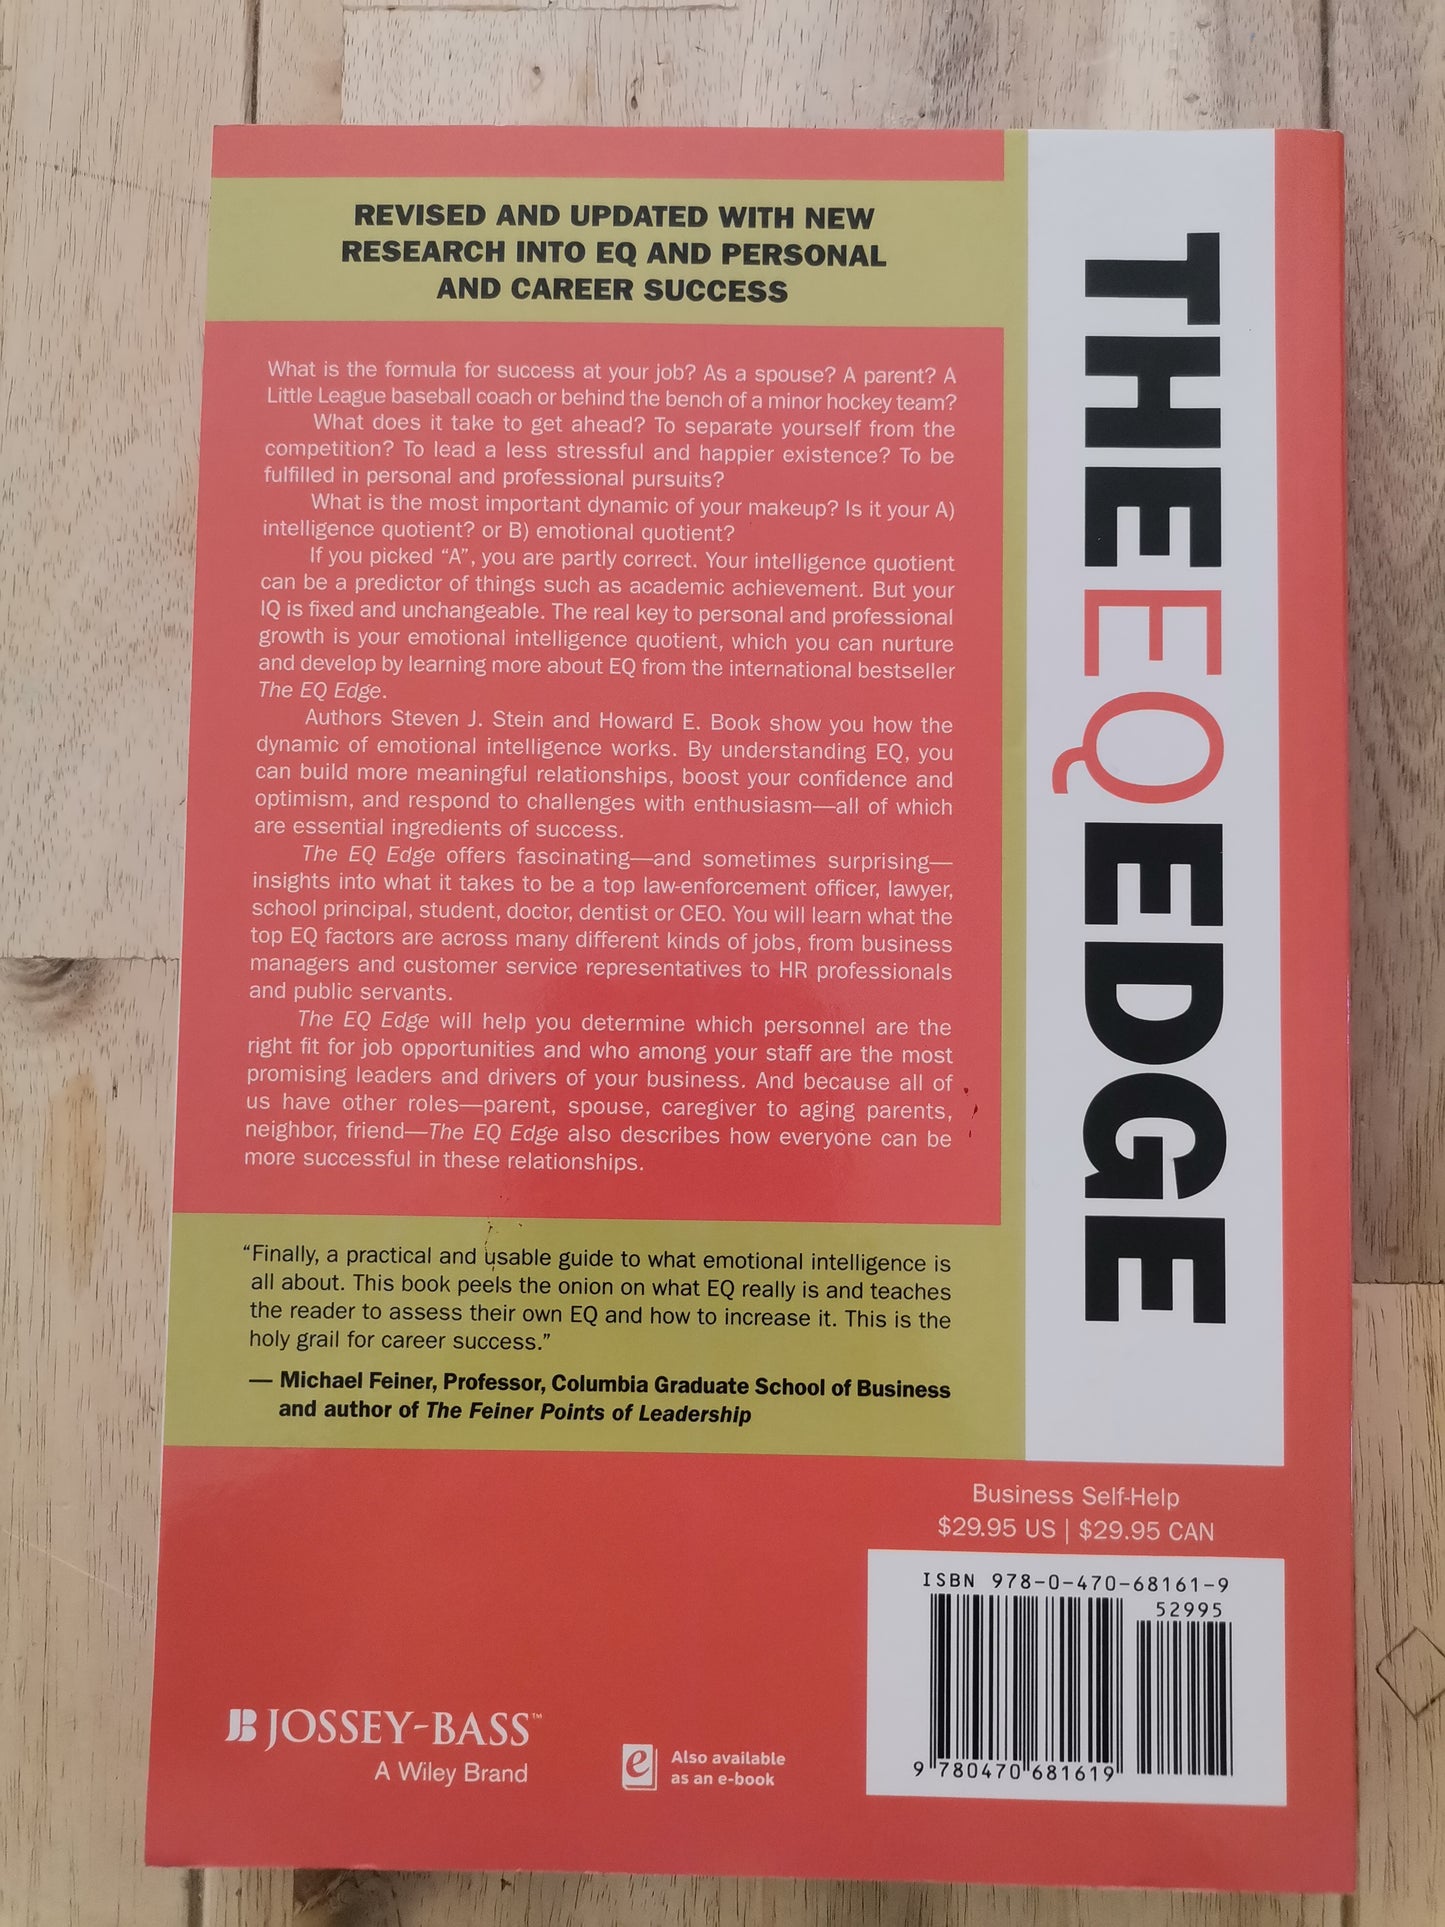 REVISED AND UPDATED WITH NEW
RESEARCH INTO EQ AND PERSONAL
AND CAREER SUCCESS
What is the formula for success at your job? As a spouse? A parent? A
Little League baseball coach or behind the bench of a minor hockey team?
What does it take to get ahead? To separate yourself from the
competition? To lead a less stressful and happier existence? To be
fulfilled in personal and professional pursuits?
What is the most important dynamic of your makeup? Is it your A)
intelligence quotient? or B) emotional quotient?
If you picked “A”, you are partly correct. Your intelligence quotient
can be a predictor of things such as academic achievement. But your
IQ is fixed and unchangeable. The real key to personal and professional
growth is your emotional intelligence quotient, which you can nurture
and develop by learning more about EQ from the international bestseller
The EQ Edge.
Authors Steven J. Stein and Howard E. Book show you how the
dynamic of emotional intelligence works. By understanding EQ, you
can build more meaningful relationships, boost your confidence and
optimism, and respond to challenges with enthusiasm—all of which
are essential ingredients of success.
The EQ Edge offers fascinating—and sometimes surprising—
insights into what it takes to be a top law-enforcement officer, lawyer,
school principal, student, doctor, dentist or CEO. You will learn what the
top EQ factors are across many different kinds of jobs, from business
managers and customer service representatives to HR professionals
and public servants.
The EQ Edge will help you determine which personnel are the
right fit for job opportunities and who among your staff are the most
promising leaders and drivers of your business. And because all of
us have other roles—parent, spouse, caregiver to aging parents,
neighbor, friend—The EQ Edge also describes how everyone can be
more successful in these relationships.
“Finally, a practical and usable guide to what emotional intelligence is
all about. This book peels the onion on what EQ really is and teaches
the reader to assess their own EQ and how to increase it. This is the
holy grail for career success.”
— Michael Feiner, Professor, Columbia Graduate School of Business
and author of The Feiner Points of Leadership
THE EQ EDGE
Business Self-Help
$29.95 US | $29.95 CAN
ISBN 978-0-470-68161-9
52995
9 780470 681619
JB JOSSEY-BASS™
A Wiley Brand
e
Also available
as an e-book